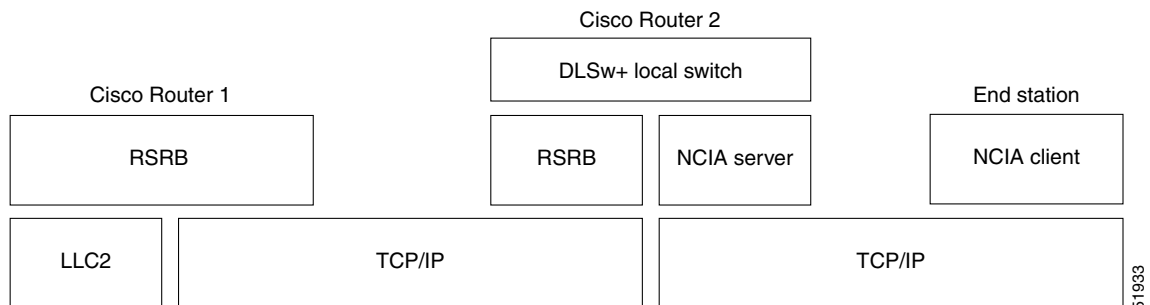 Cisco Router 2
DLSw+ local switch
Cisco Router 1
End station
RSRB
RSRB
NCIA server
NCIA client
LLC2
TCP/IP
TCP/IP
51933